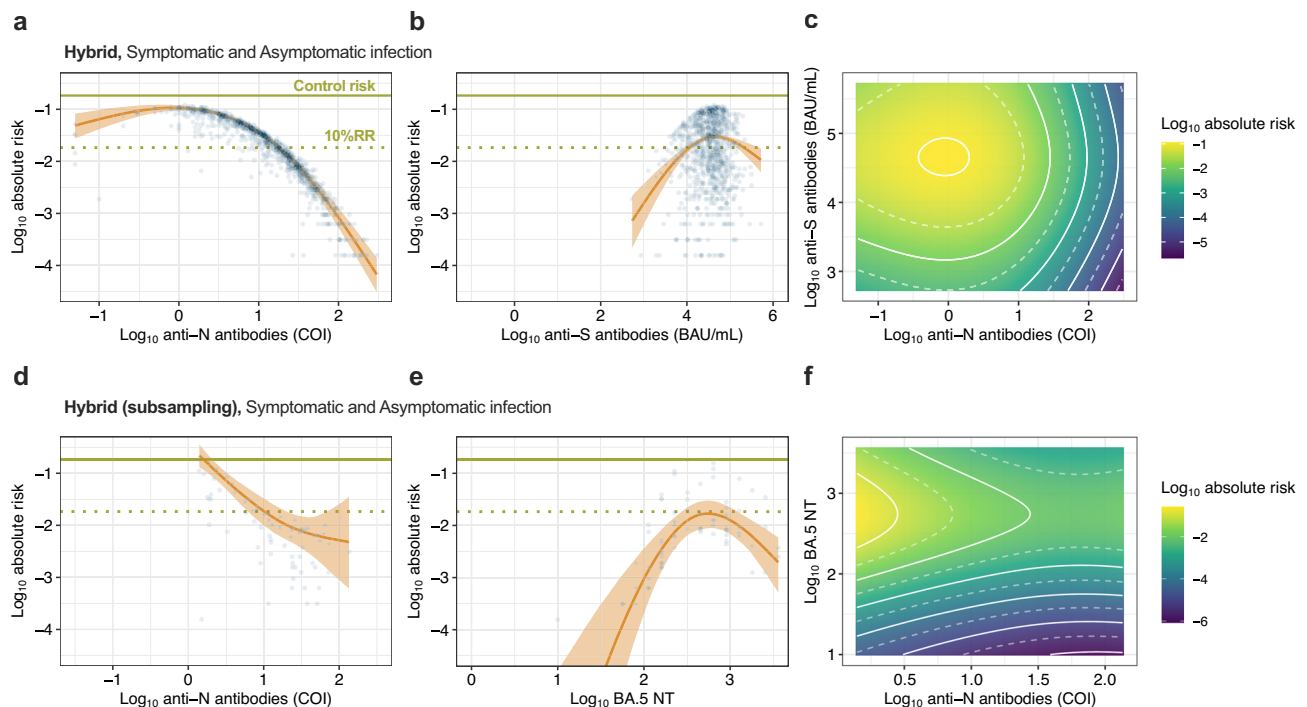 a
b
c
Hybrid, Symptomatic and Asymptomatic infection
Control risk
10%RR
−1
−2
−3
−4
Log10 absolute risk
−1
0
1
2
Log10 anti−N antibodies (COI)
−1
−2
−3
−4
Log10 absolute risk
0
2
4
6
Log10 anti−S antibodies (BAU/mL)
5
4
3
Log10 anti−S antibodies (BAU/mL)
−1
0
1
2
Log10 anti−N antibodies (COI)
Log10 absolute risk
−1
−2
−3
−4
−5
d
e
f
Hybrid (subsampling), Symptomatic and Asymptomatic infection
−1
−2
−3
−4
Log10 absolute risk
−1
0
1
2
Log10 anti−N antibodies (COI)
−1
−2
−3
−4
Log10 absolute risk
0
1
2
3
Log10 BA.5 NT
3
2
1
Log10 BA.5 NT
0.5
1.0
1.5
2.0
Log10 anti−N antibodies (COI)
Log10 absolute risk
−2
−4
−6